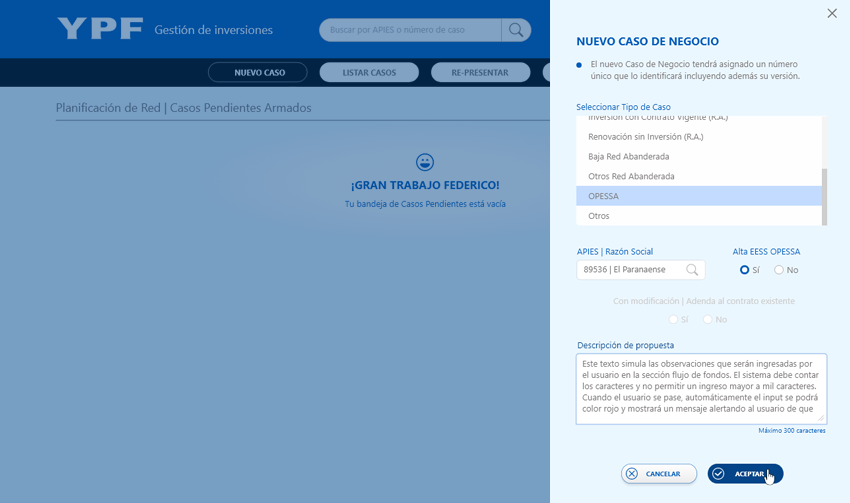 YPF
Gestión de inversiones
Buscar por APIES o número de caso
NUEVO CASO
LISTAR CASOS
RE-PRESENTAR
Planificación de Red | Casos Pendientes Armados
¡GRAN TRABAJO FEDERICO!
Tu bandeja de Casos Pendientes está vacía
NUEVO CASO DE NEGOCIO
El nuevo Caso de Negocio tendrá asignado un número
único que lo identificará incluyendo además su versión.
Seleccionar Tipo de Caso
Inversión con Contrato Vigente (R.A.)
Renovación sin Inversión (R.A.)
Baja Red Abanderada
Otros Red Abanderada
OPESSA
Otros
APIES | Razón Social
Alta EESS OPESSA
89536 | El Paranaense
Sí
No
Con modificación | Adenda al contrato existente
Sí
No
Descripción de propuesta
Este texto simula las observaciones que serán ingresadas por
el usuario en la sección flujo de fondos. El sistema debe contar
los caracteres y no permitir un ingreso mayor a mil caracteres.
Cuando el usuario se pase, automáticamente el input se podrá
color rojo y mostrará un mensaje alertando al usuario de que
Máximo 300 caracteres
CANCELAR
ACEPTAR